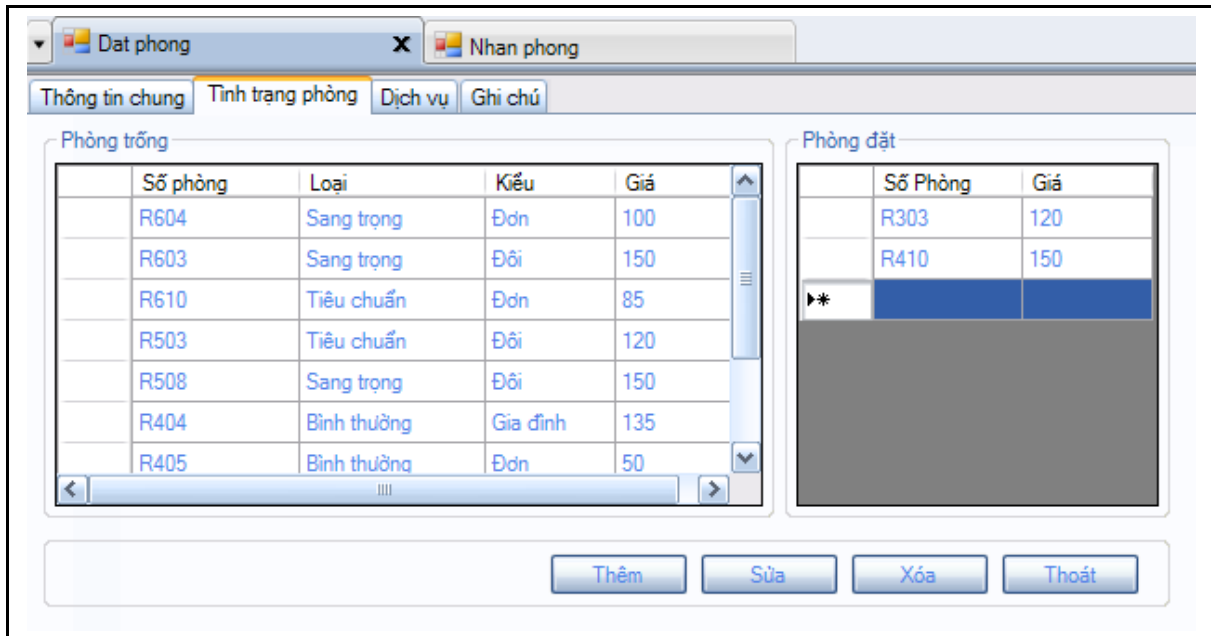 Dat phong Nhan phong
Thông tin chung Tình trạng phòng Dịch vụ Ghi chú
Phòng trống
Số phòng Loại Kiểu Giá
R604 Sang trọng Đơn 100
R603 Sang trọng Đôi 150
R610 Tiêu chuẩn Đơn 85
R503 Tiêu chuẩn Đôi 120
R508 Sang trọng Đôi 150
R404 Bình thường Gia đình 135
R405 Bình thường Đơn 50
Phòng đặt
Số Phòng Giá
R303 120
R410 150
Thêm Sửa Xóa Thoát